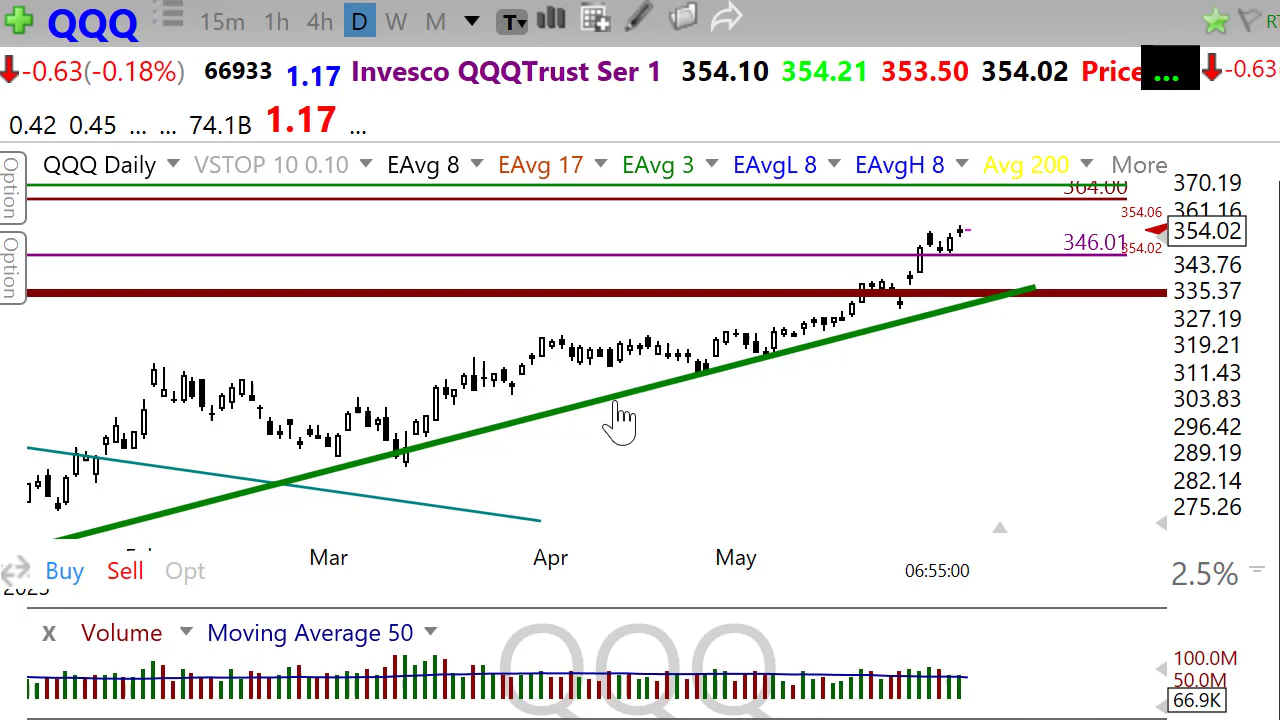 QQQ 15m 1h 4h D W M T
-0.63(-0.18%) 66933 1.17 Invesco QQQTrust Ser 1 354.10 354.21 353.50 354.02 Price ... -0.63
0.42 0.45 ... ... 74.1B 1.17 ...
Option
Option
QQQ Daily VSTOP 10 0.10 EAvg 8 EAvg 17 EAvg 3 EAvgL 8 EAvgH 8 Avg 200 More
364.00
346.01
354.06
354.02
370.19
361.16
354.02
343.76
335.37
327.19
319.21
311.43
303.83
296.42
289.19
282.14
275.26
Mar Apr May
Buy Sell Opt 06:55:00 2.5%
2023
x Volume Moving Average 50
QQQ
100.0M
50.0M
66.9K